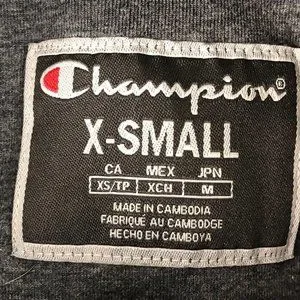 Champion®
X-SMALL
CA MEX JPN
XS/TP XCH M
MADE IN CAMBODIA
FABRIQUÉ AU CAMBODGE
HECHO EN CAMBOYA